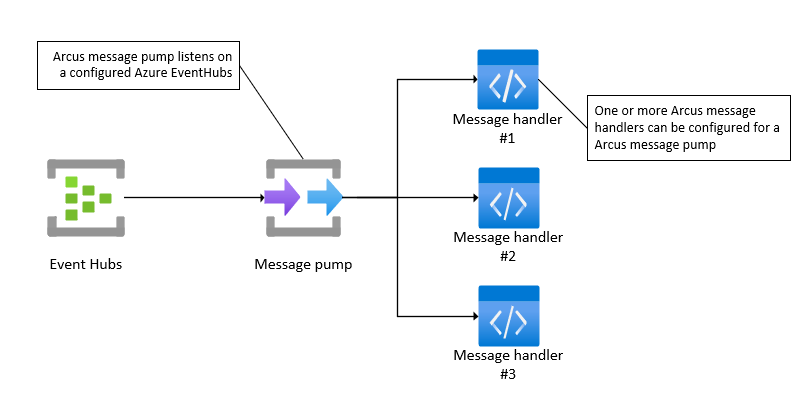 Arcus message pump listens on
a configured Azure EventHubs
Message handler
#1
One or more Arcus message
handlers can be configured for a
Arcus message pump
Event Hubs
Message pump
Message handler
#2
Message handler
#3